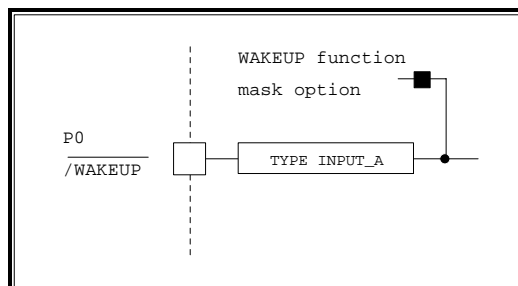 WAKEUP function
mask option
P0
/WAKEUP
TYPE INPUT_A